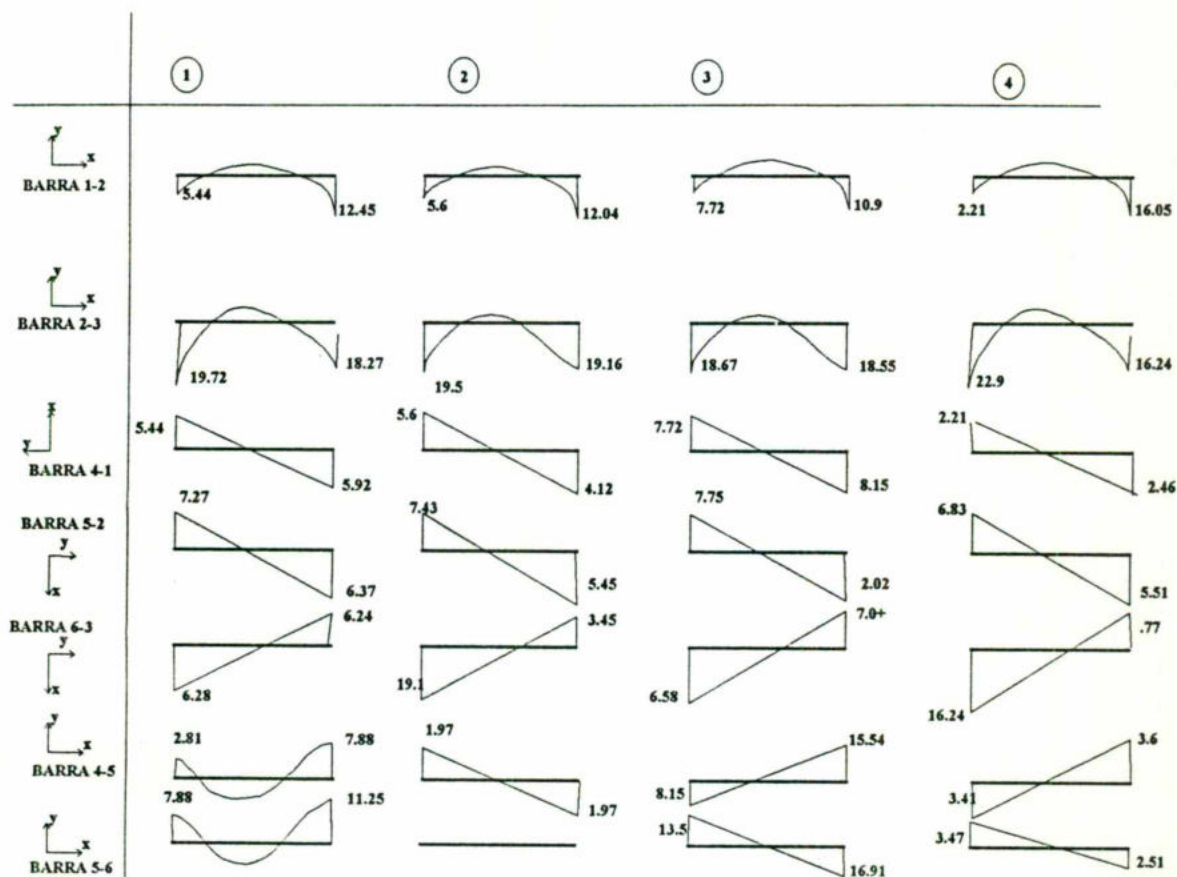 1 2 3 4
y
x
BARRA 1-2
5.44 12.45 5.6 12.04 7.72 10.9 2.21 16.05
y
x
BARRA 2-3
19.72 18.27 19.5 19.16 18.67 18.55 22.9 16.24
x
y
BARRA 4-1
5.44 5.92 5.6 4.12 7.72 8.15 2.21 2.46
BARRA 5-2
y
x
7.27 6.37 7.43 5.45 7.75 2.02 6.83 5.51
BARRA 6-3
y
x
6.28 6.24 19.1 3.45 6.58 7.0+ 16.24 .77
y
x
BARRA 4-5
2.81 7.88 1.97 1.97 8.15 15.54 3.41 3.6
y
x
BARRA 5-6
7.88 11.25 13.5 16.91 3.47 2.51